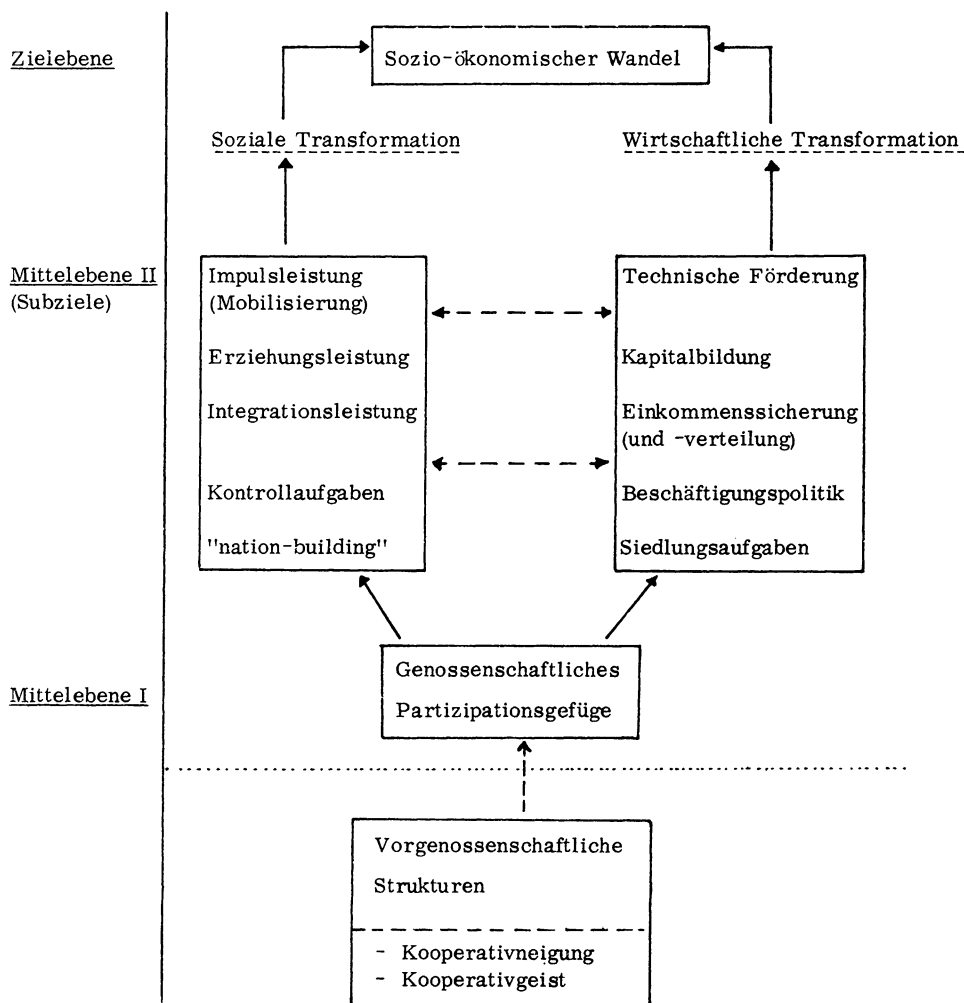 Zielebene
Sozio-ökonomischer Wandel
Soziale Transformation
Wirtschaftliche Transformation
Mittelebene II
(Subziele)
Impulsleistung
(Mobilisierung)
Erziehungsleistung
Integrationsleistung
Kontrollaufgaben
"nation-building"
Technische Förderung
Kapitalbildung
Einkommenssicherung
(und -verteilung)
Beschäftigungspolitik
Siedlungsaufgaben
Mittelebene I
Genossenschaftliches
Partizipationsgefüge
Vorgenossenschaftliche
Strukturen
- Kooperativneigung
- Kooperativgeist